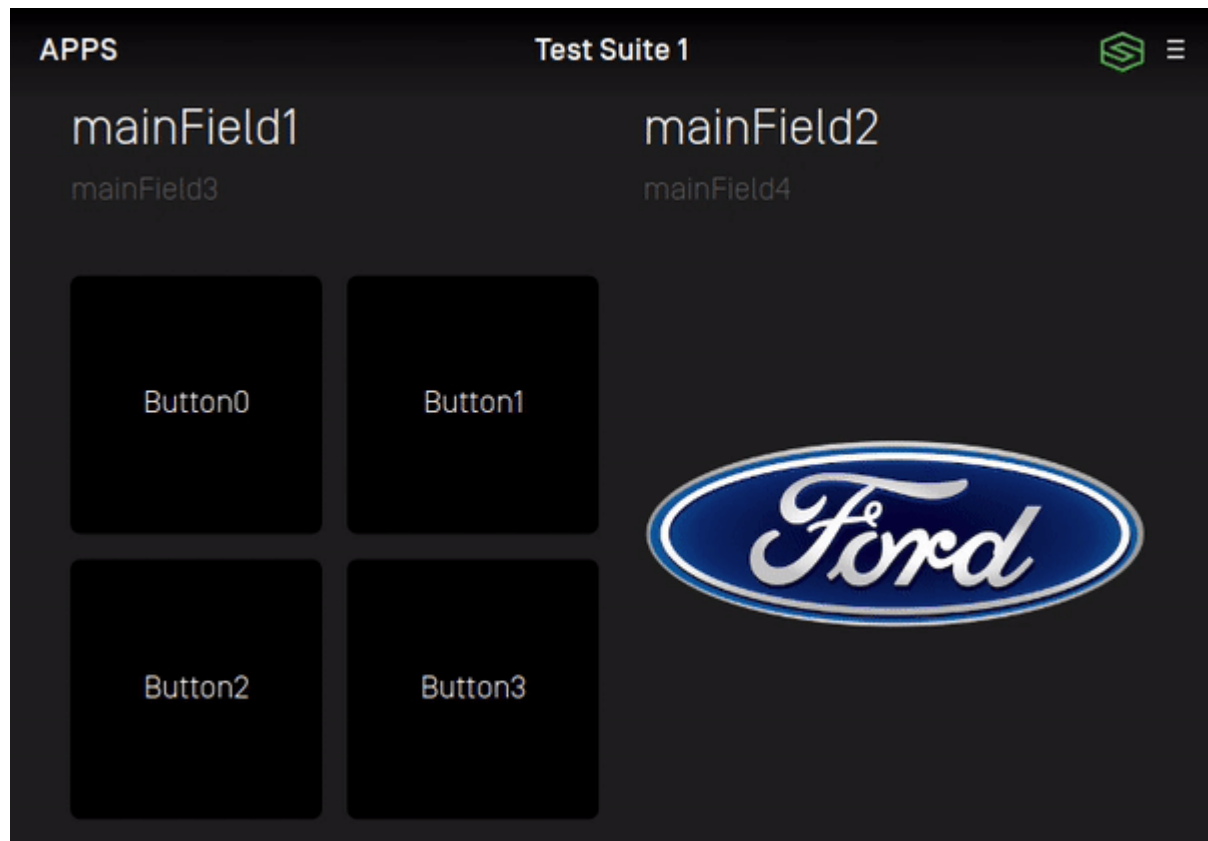 APPS Test Suite 1
mainField1 mainField2
mainField3 mainField4
Button0 Button1
Ford
Button2 Button3